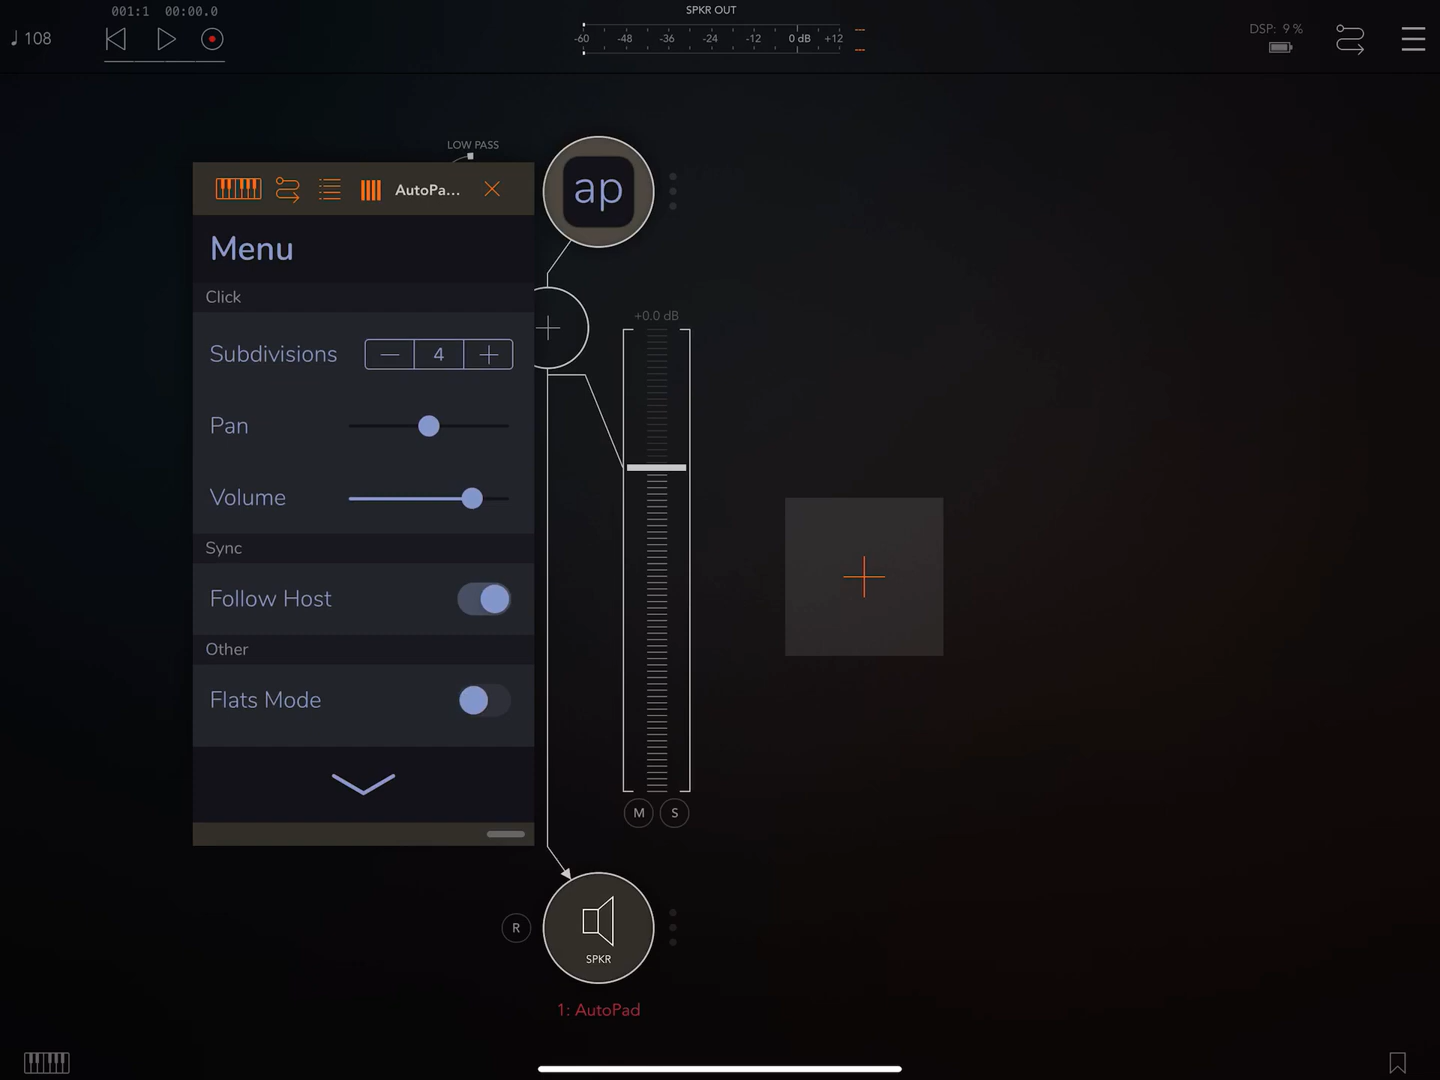 001:1 00:00.0
108
SPKR OUT
-60 -48 -36 -24 -12 0 dB +12
DSP: 9 %
LOW PASS
AutoPa...
ap
Menu
Click
Subdivisions 4
Pan
Volume
Sync
Follow Host
Other
Flats Mode
+0.0 dB
M S
R
SPKR
1: AutoPad